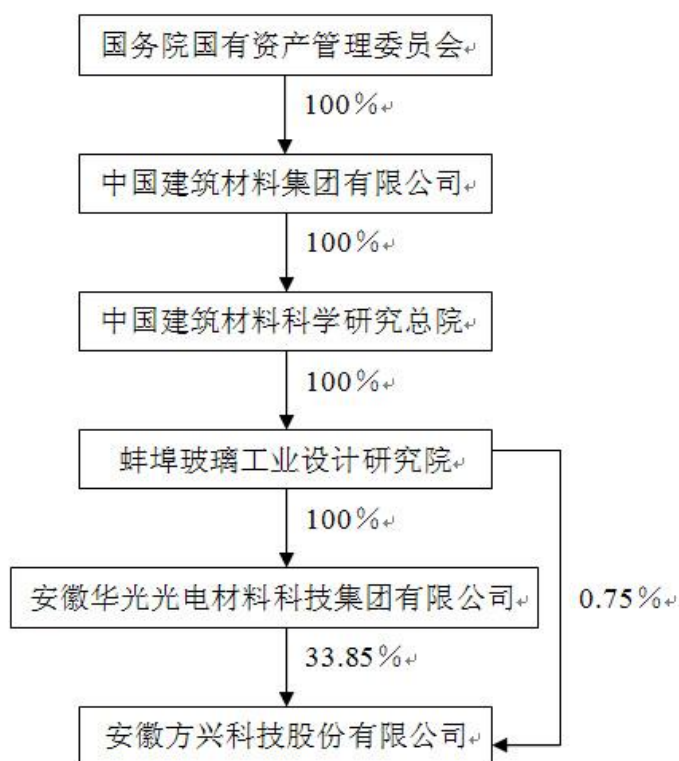 国务院国有资产管理委员会
100%
中国建筑材料集团有限公司
100%
中国建筑材料科学研究总院
100%
蚌埠玻璃工业设计研究院
100%
安徽华光光电材料科技集团有限公司
0.75%
33.85%
安徽方兴科技股份有限公司